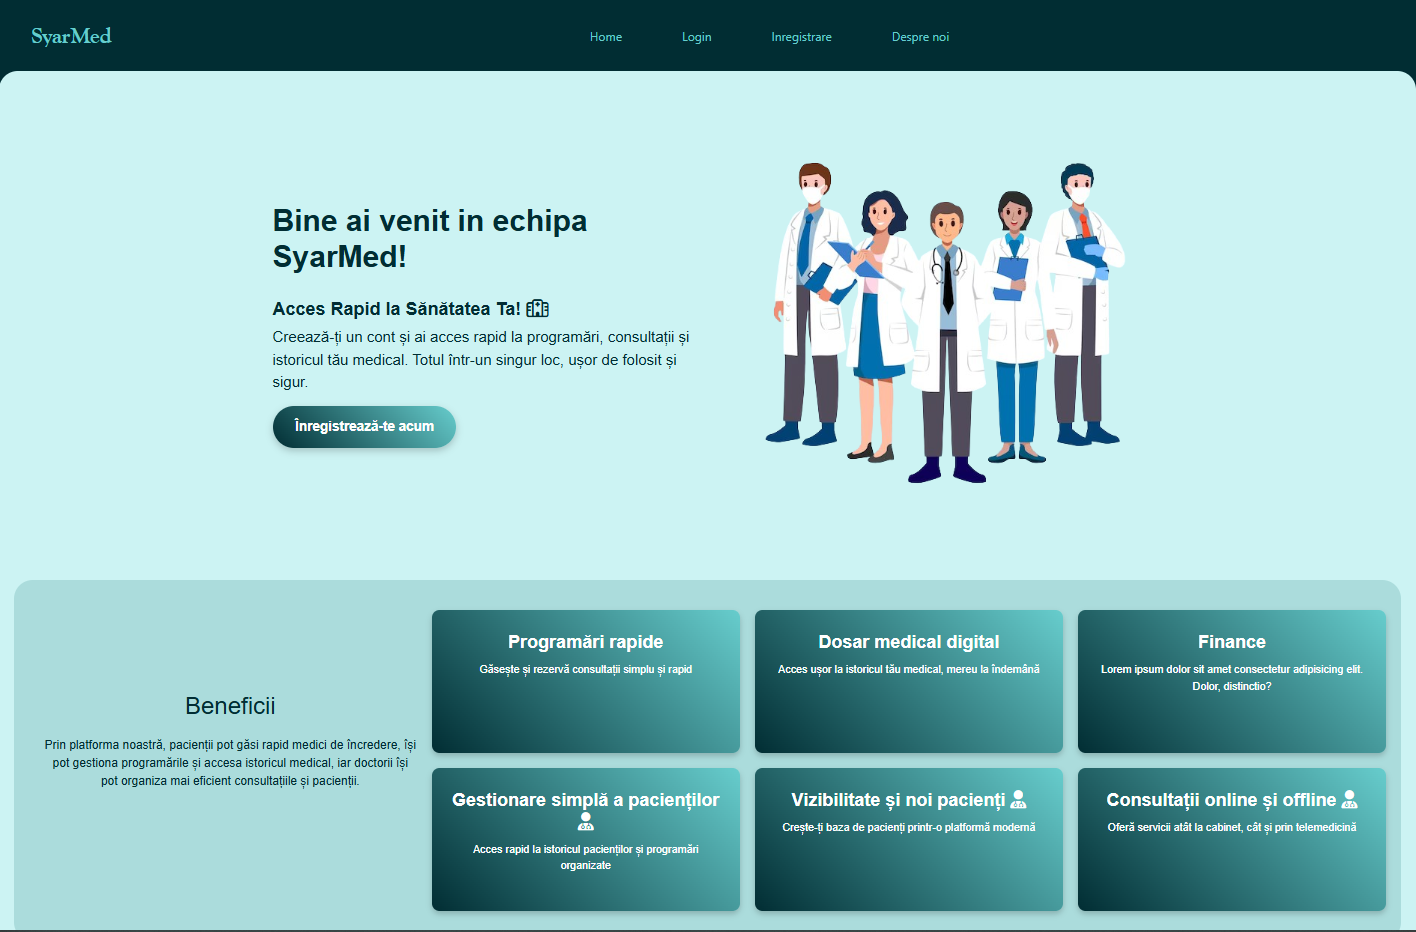 SyarMed
Home
Login
Inregistrare
Despre noi
Bine ai venit in echipa
SyarMed!
Acces Rapid la Sănătatea Ta!
Creează-ți un cont și ai acces rapid la programări, consultații și
istoricul tău medical. Totul într-un singur loc, ușor de folosit și
sigur.
Înregistrează-te acum
Beneficii
Prin platforma noastră, pacienții pot găsi rapid medici de încredere, își
pot gestiona programările și accesa istoricul medical, iar doctorii își
pot organiza mai eficient consultațiile și pacienții.
Programări rapide
Găsește și rezervă consultații simplu și rapid
Dosar medical digital
Acces ușor la istoricul tău medical, mereu la îndemână
Finance
Lorem ipsum dolor sit amet consectetur adipisicing elit.
Dolor, distinctio?
Gestionare simplă a pacienților
Acces rapid la istoricul pacienților și programări
organizate
Vizibilitate și noi pacienți
Crește-ți baza de pacienți printr-o platformă modernă
Consultații online și offline
Oferă servicii atât la cabinet, cât și prin telemedicină